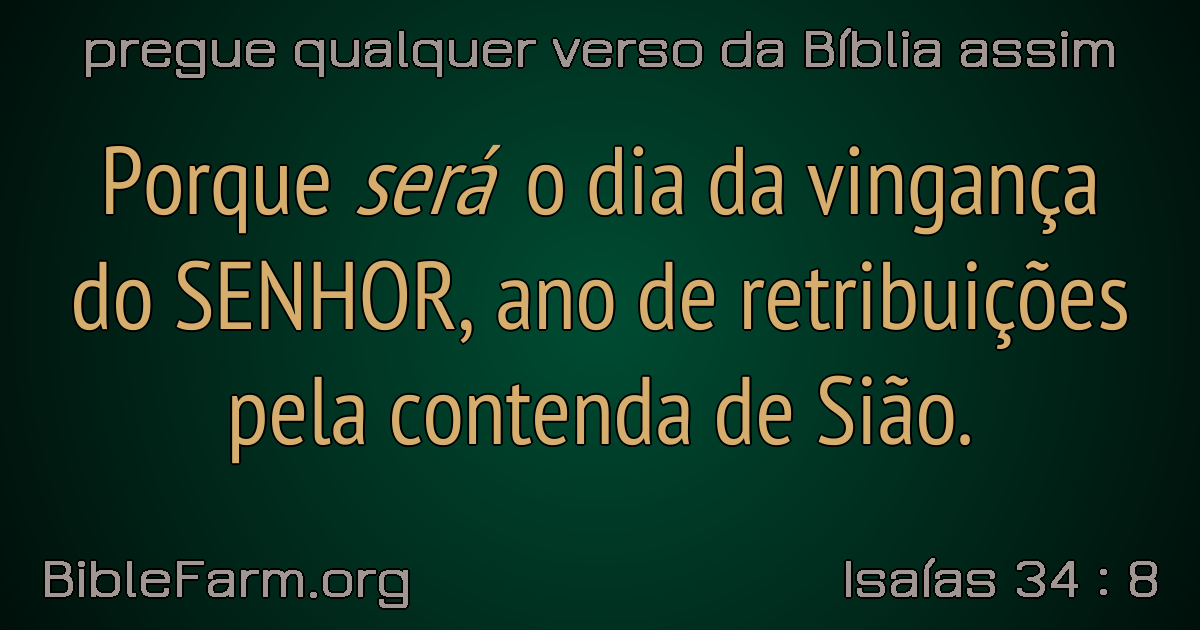 pregue qualquer verso da Bíblia assim
Porque será o dia da vingança
do SENHOR, ano de retribuições
pela contenda de Sião.
BibleFarm.org
Isaías 34 : 8